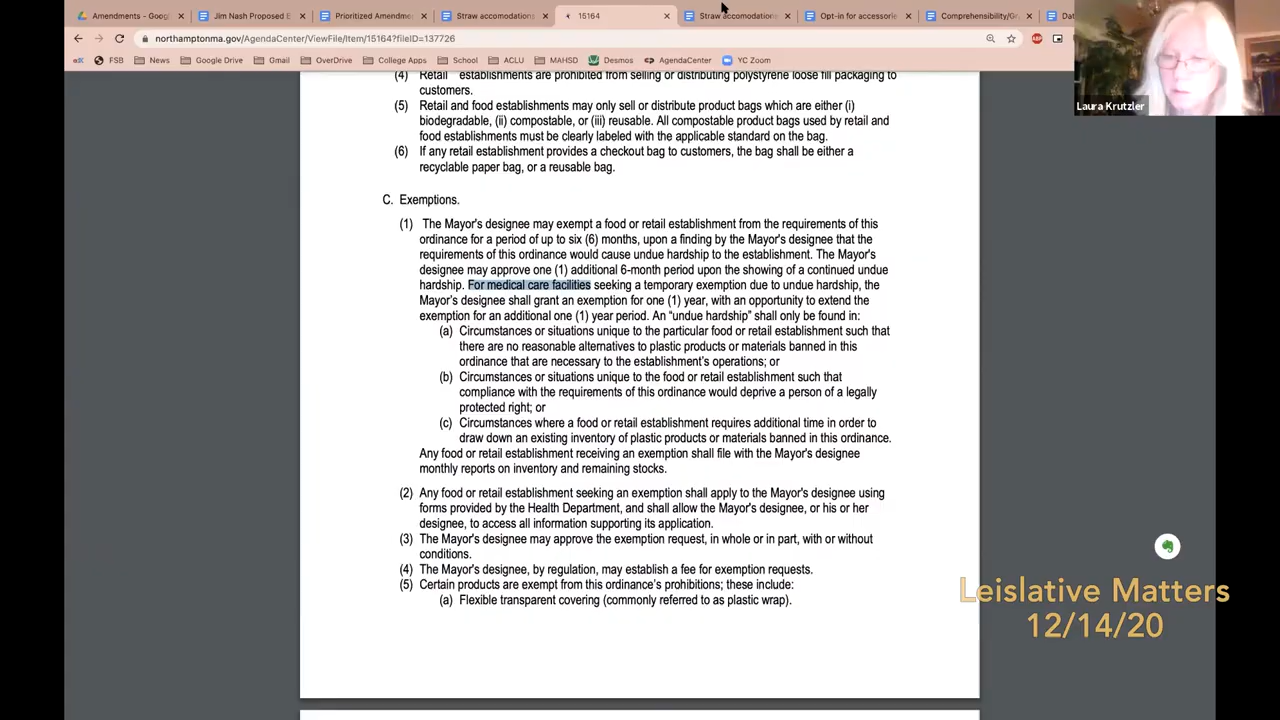 Amendments - Goog
Jim Nash Proposed E
Prioritized Amendme
Straw accomodations
15164
Straw accomodations
Opt-in for accessorie
Comprehensibility/Gr
Dat
northamptonma.gov/AgendaCenter/ViewFile/Item/15164?fileID=137726
FSB
News
Google Drive
Gmail
OverDrive
College Apps
School
ACLU
MAHSD
Desmos
AgendaCenter
YC Zoom
Laura Krutzler
(4) Retail establishments are prohibited from selling or distributing polystyrene loose fill packaging to
customers.
(5) Retail and food establishments may only sell or distribute product bags which are either (i)
biodegradable, (ii) compostable, or (iii) reusable. All compostable product bags used by retail and
food establishments must be clearly labeled with the applicable standard on the bag.
(6) If any retail establishment provides a checkout bag to customers, the bag shall be either a
recyclable paper bag, or a reusable bag.
C. Exemptions.
(1) The Mayor's designee may exempt a food or retail establishment from the requirements of this
ordinance for a period of up to six (6) months, upon a finding by the Mayor's designee that the
requirements of this ordinance would cause undue hardship to the establishment. The Mayor's
designee may approve one (1) additional 6-month period upon the showing of a continued undue
hardship. For medical care facilities seeking a temporary exemption due to undue hardship, the
Mayor's designee shall grant an exemption for one (1) year, with an opportunity to extend the
exemption for an additional one (1) year period. An “undue hardship” shall only be found in:
(a) Circumstances or situations unique to the particular food or retail establishment such that
there are no reasonable alternatives to plastic products or materials banned in this
ordinance that are necessary to the establishment's operations; or
(b) Circumstances or situations unique to the food or retail establishment such that
compliance with the requirements of this ordinance would deprive a person of a legally
protected right; or
(c) Circumstances where a food or retail establishment requires additional time in order to
draw down an existing inventory of plastic products or materials banned in this ordinance.
Any food or retail establishment receiving an exemption shall file with the Mayor's designee
monthly reports on inventory and remaining stocks.
(2) Any food or retail establishment seeking an exemption shall apply to the Mayor's designee using
forms provided by the Health Department, and shall allow the Mayor's designee, or his or her
designee, to access all information supporting its application.
(3) The Mayor's designee may approve the exemption request, in whole or in part, with or without
conditions.
(4) The Mayor's designee, by regulation, may establish a fee for exemption requests.
(5) Certain products are exempt from this ordinance's prohibitions; these include:
(a) Flexible transparent covering (commonly referred to as plastic wrap).
Leislative Matters
12/14/20